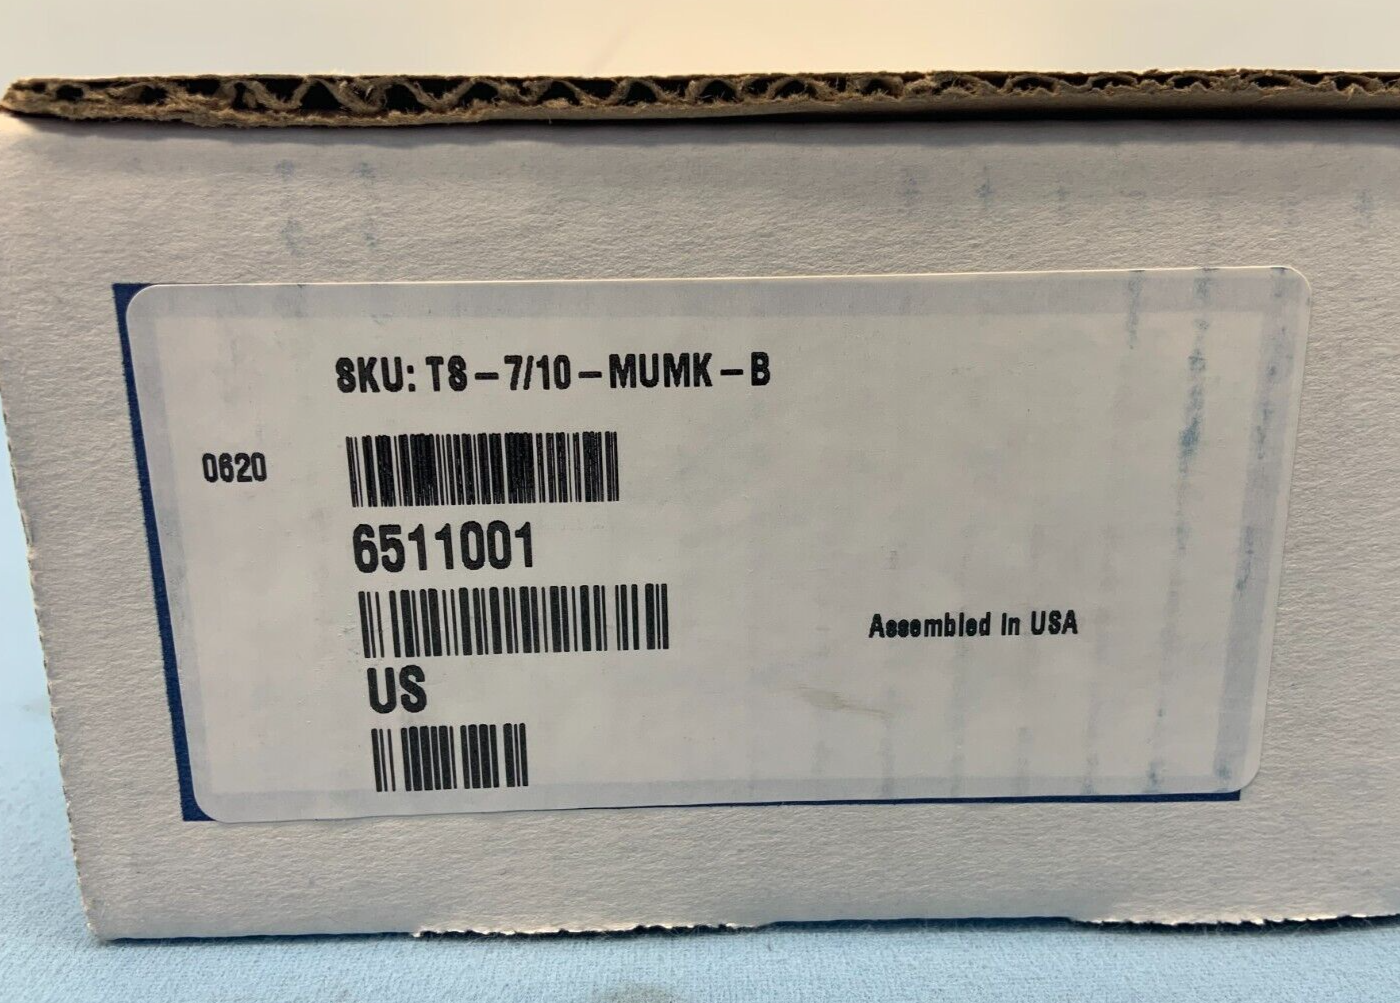 SKU: TS-7/10-MUMK-B
0620
6511001
US
Assembled in USA